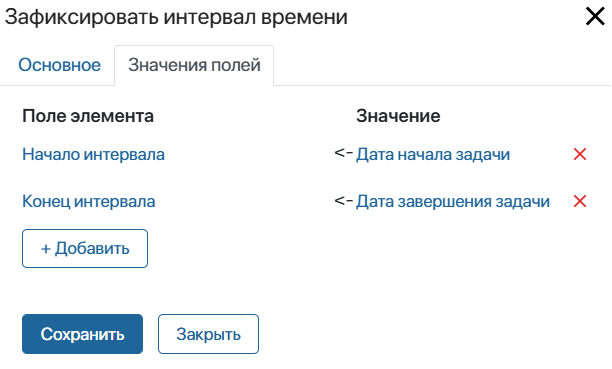 Зафиксировать интервал времени
Основное Значения полей
Поле элемента Значение
Начало интервала <- Дата начала задачи
Конец интервала <- Дата завершения задачи
+ Добавить
Сохранить Закрыть